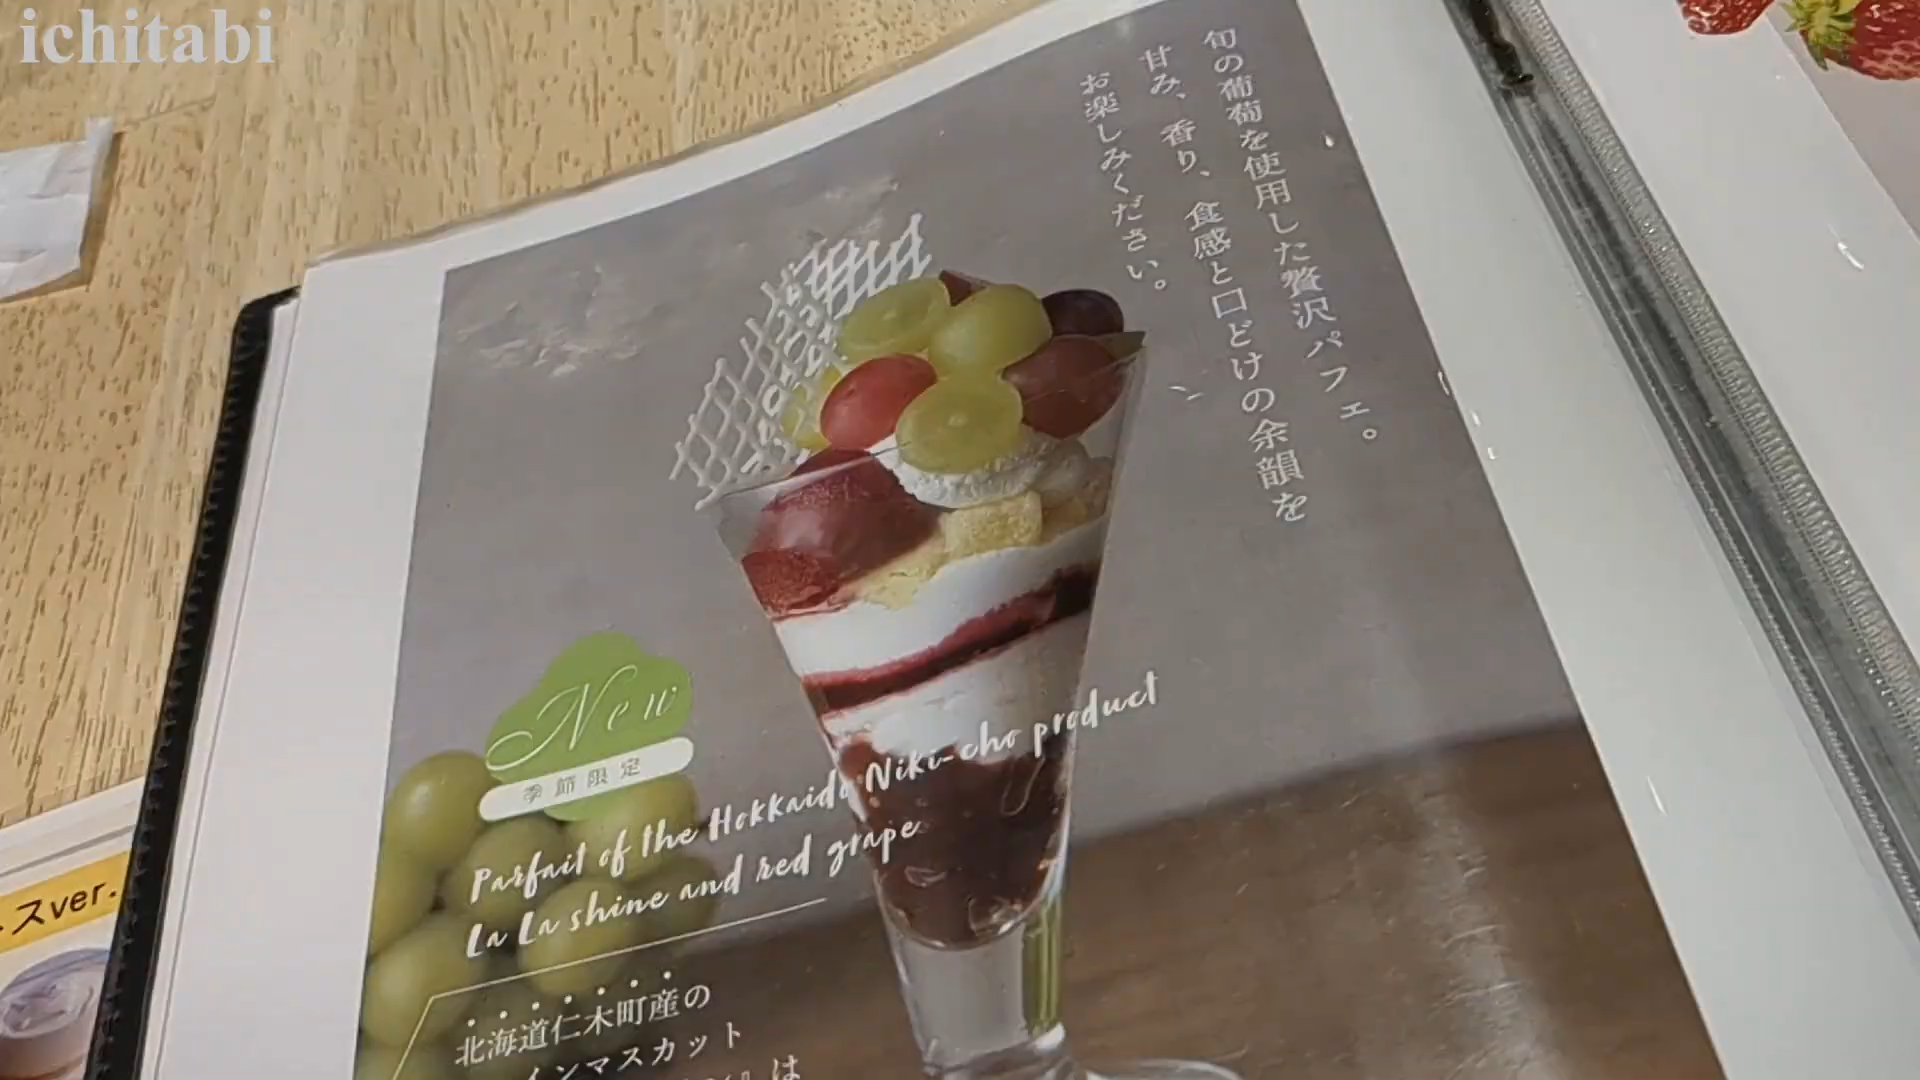 ichitabi
旬の葡萄を使用した贅沢パフェ。
甘み、香り、食感と口どけの余韻を
お楽しみください。
New
季節限定
Parfait of the Hokkaido Niki-cho product
La La shine and red grape
北海道仁木町産の
インマスカット
は
スver.